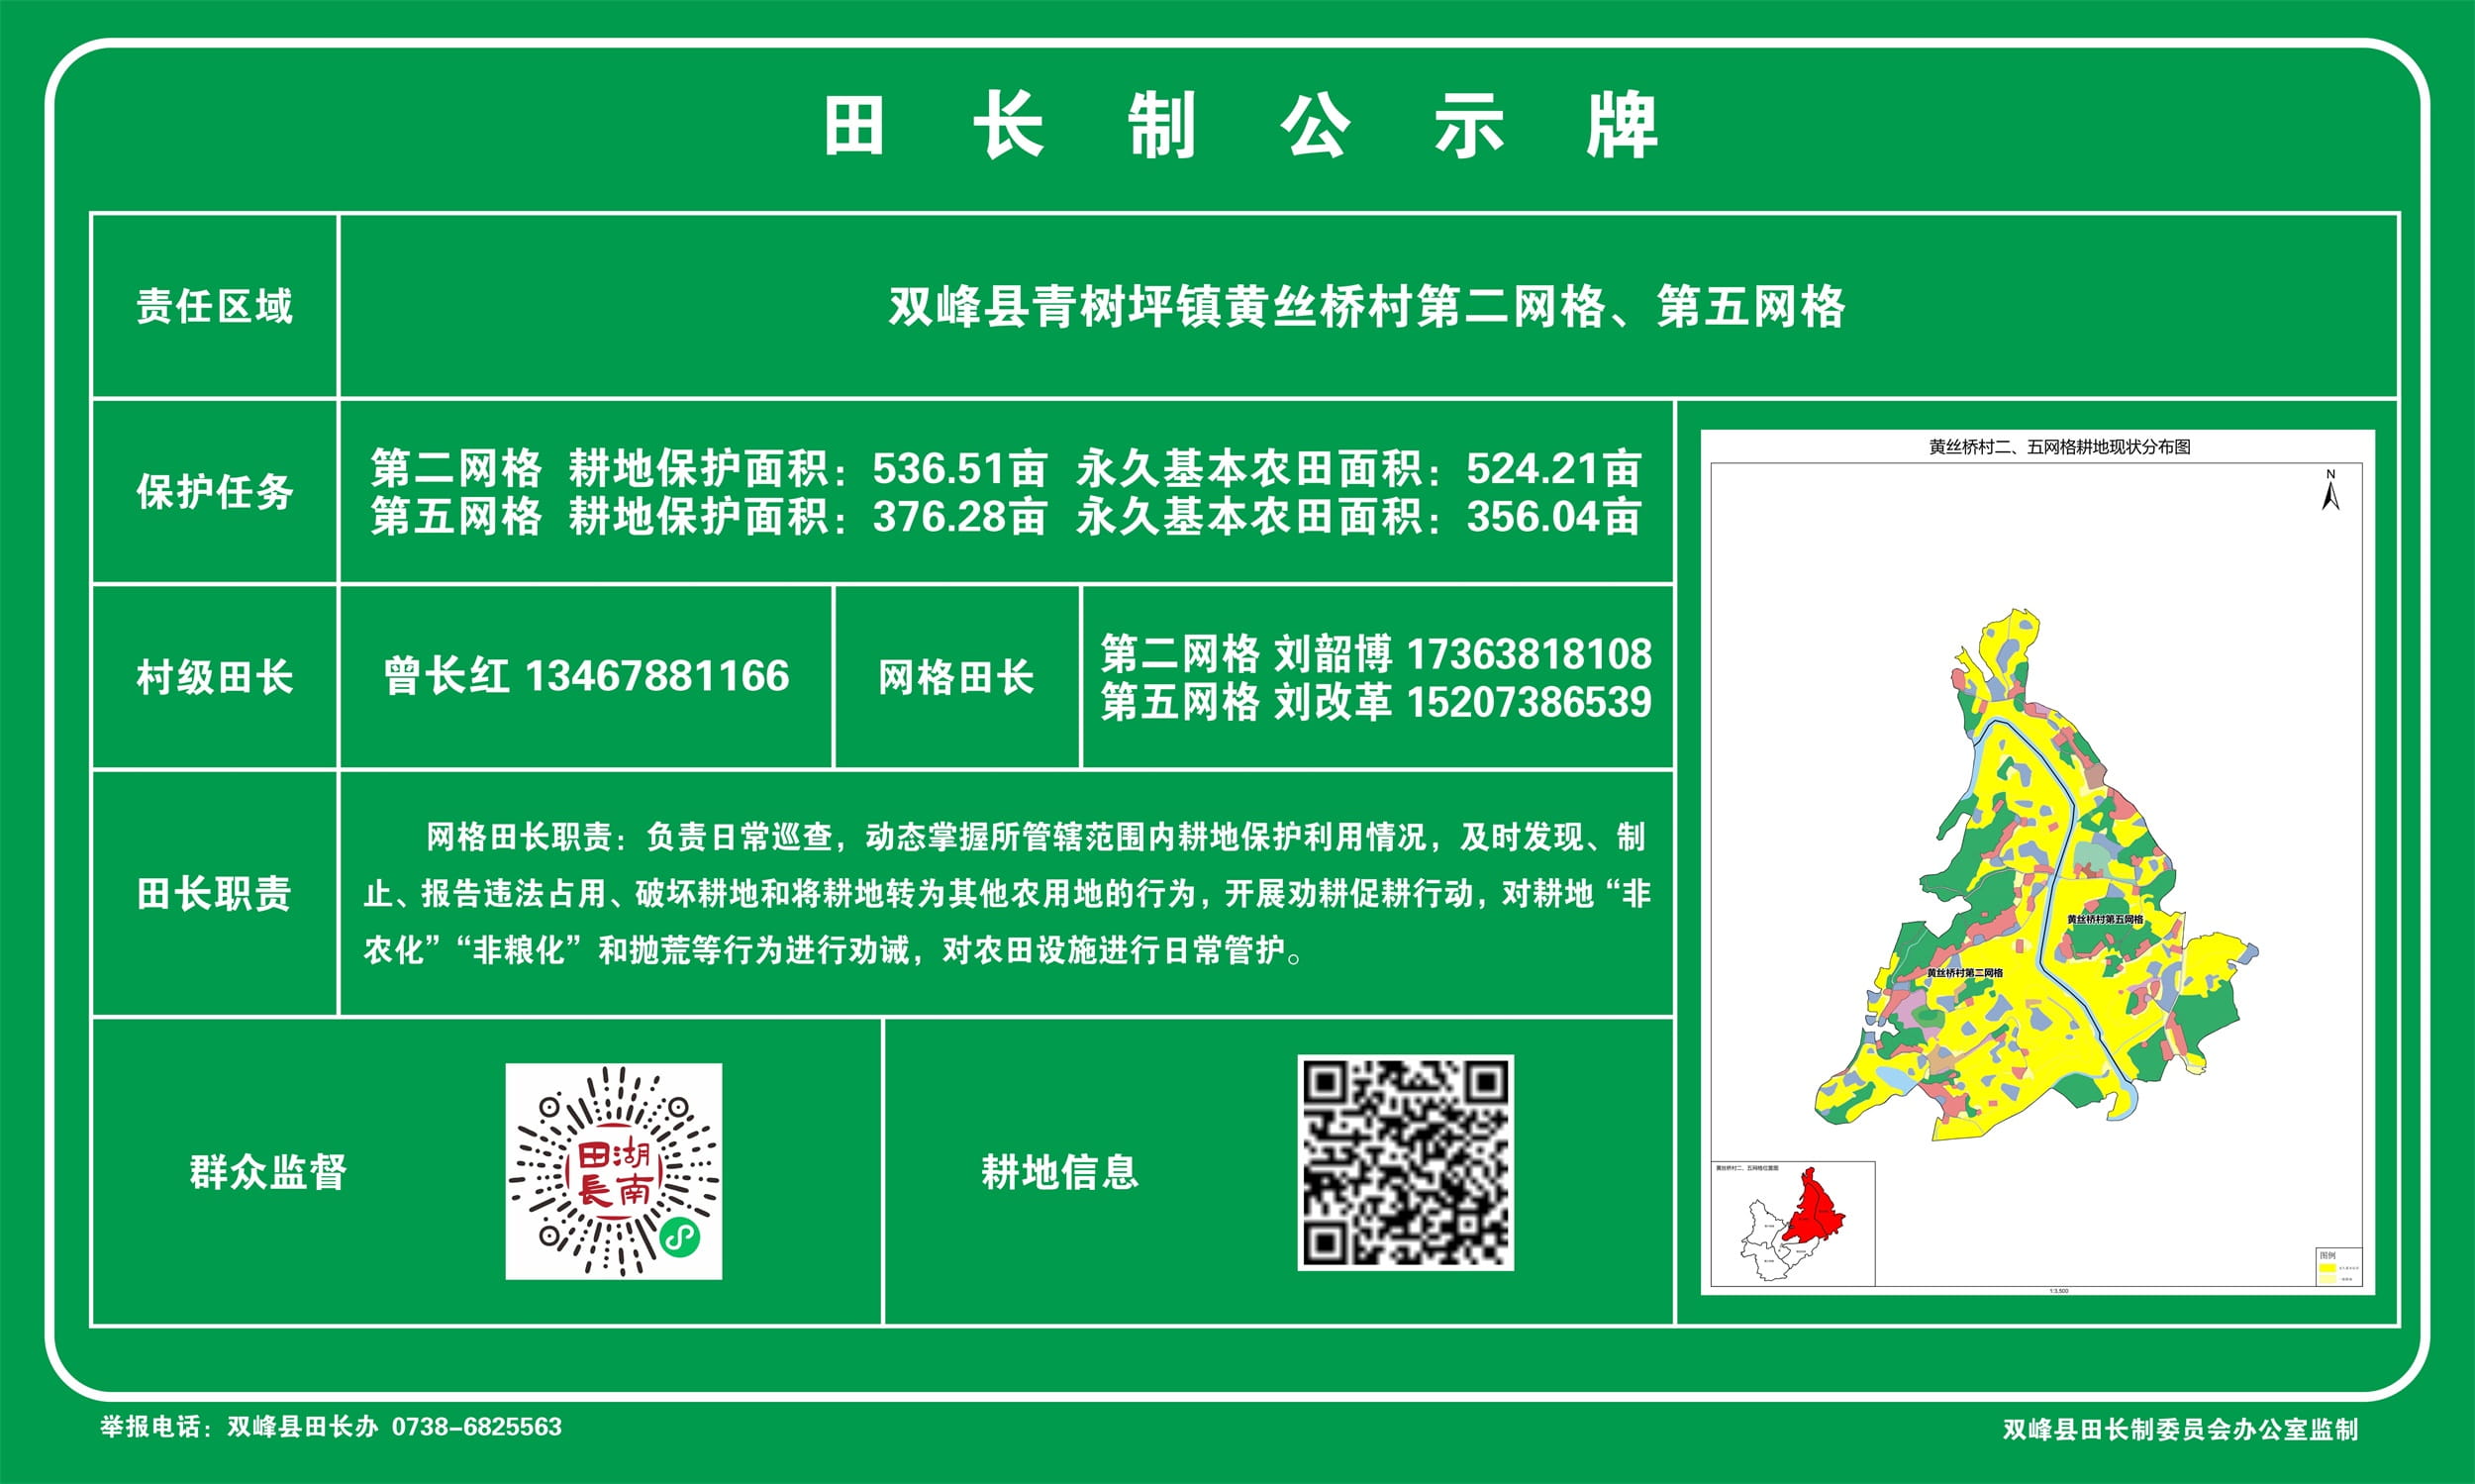 田长制公示牌
责任区域
双峰县青树坪镇黄丝桥村第二网格、第五网格
保护任务
第二网格 耕地保护面积：536.51亩 永久基本农田面积：524.21亩
第五网格 耕地保护面积：376.28亩 永久基本农田面积：356.04亩
村级田长
曾长红 13467881166
网格田长
第二网格 刘韶博 17363818108
第五网格 刘改革 15207386539
田长职责
网格田长职责：负责日常巡查，动态掌握所管辖范围内耕地保护利用情况，及时发现、制
止、报告违法占用、破坏耕地和将耕地转为其他农用地的行为，开展劝耕促耕行动，对耕地“非
农化”“非粮化”和抛荒等行为进行劝诫，对农田设施进行日常管护。
群众监督
田湖
長南
耕地信息
黄丝桥村二、五网格耕地现状分布图
N
黄丝桥村第五网格
黄丝桥村第二网格
黄丝桥村二、五网格位置图
图例
1:3,500
举报电话：双峰县田长办 0738-6825563
双峰县田长制委员会办公室监制